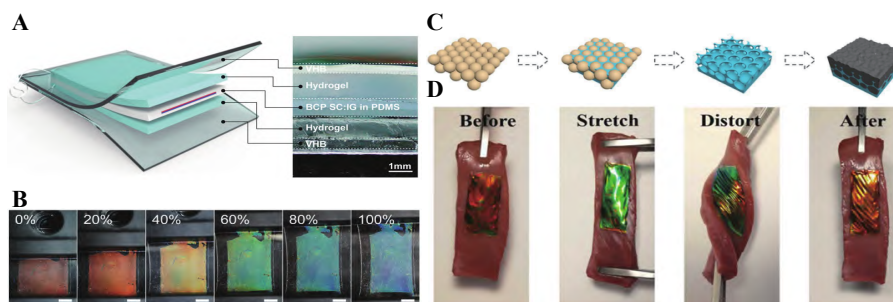 A
VHB
Hydrogel
BCP SC:IG in PDMS
Hydrogel
VHB
1mm
B
0% 20% 40% 60% 80% 100%
C
D
Before Stretch Distort After